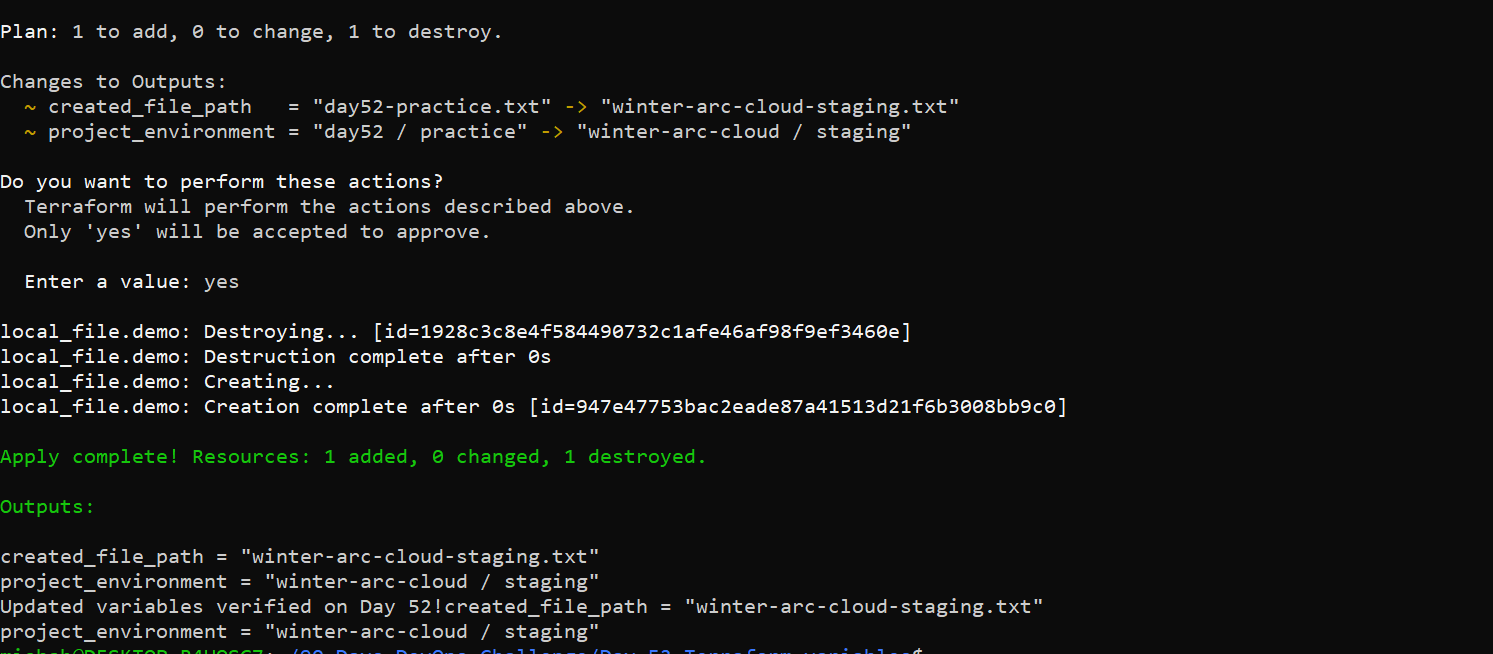 Plan: 1 to add, 0 to change, 1 to destroy.
Changes to Outputs:
~ created_file_path   = "day52-practice.txt" -> "winter-arc-cloud-staging.txt"
~ project_environment = "day52 / practice" -> "winter-arc-cloud / staging"
Do you want to perform these actions?
Terraform will perform the actions described above.
Only 'yes' will be accepted to approve.
Enter a value: yes
local_file.demo: Destroying... [id=1928c3c8e4f584490732c1afe46af98f9ef3460e]
local_file.demo: Destruction complete after 0s
local_file.demo: Creating...
local_file.demo: Creation complete after 0s [id=947e47753bac2eade87a41513d21f6b3008bb9c0]
Apply complete! Resources: 1 added, 0 changed, 1 destroyed.
Outputs:
created_file_path = "winter-arc-cloud-staging.txt"
project_environment = "winter-arc-cloud / staging"
Updated variables verified on Day 52!created_file_path = "winter-arc-cloud-staging.txt"
project_environment = "winter-arc-cloud / staging"